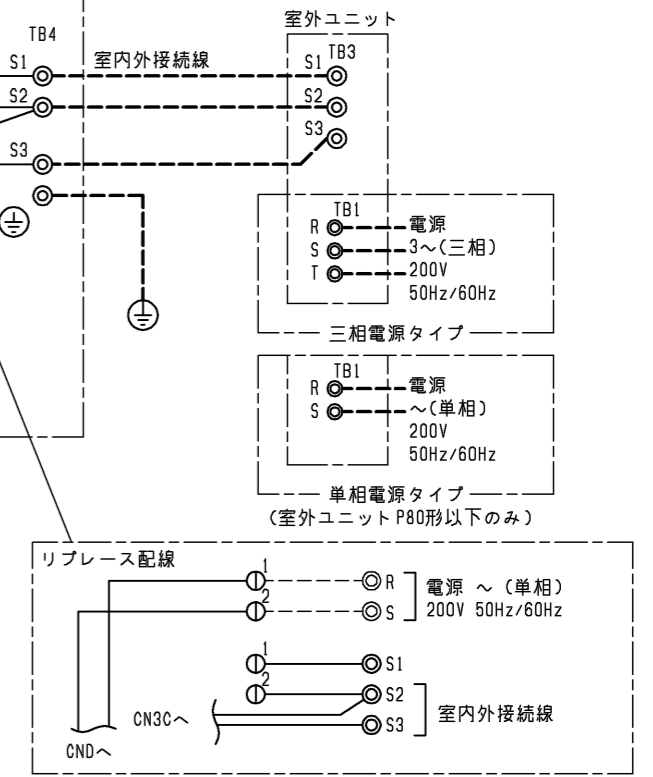 室外ユニット
TB4
TB3
室内外接続線
S1
S1
S2
S2
S3
S3
TB1
R
電源
S
3～(三相)
T
200V
50Hz/60Hz
三相電源タイプ
TB1
R
電源
S
～(単相)
200V
50Hz/60Hz
単相電源タイプ
(室外ユニットP80形以下のみ)
リプレース配線
1
R
電源 ～ (単相)
2
S
200V 50Hz/60Hz
1
S1
2
S2
室内外接続線
CN3Cへ
S3
CNDへ